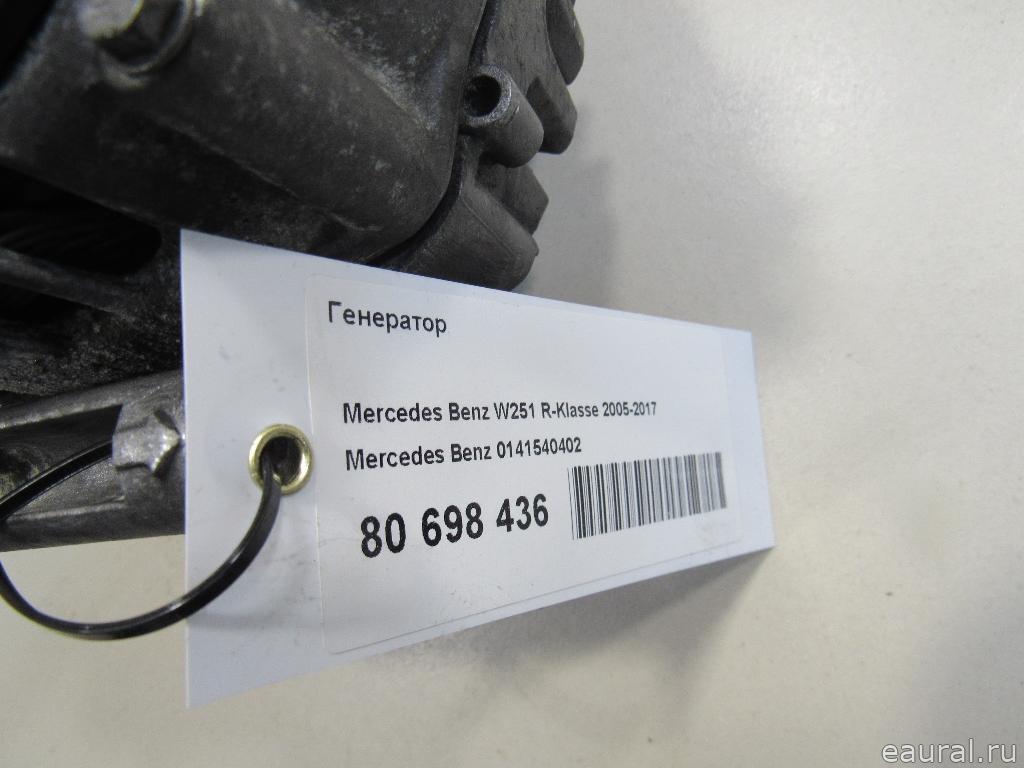 Генератор
Mercedes Benz W251 R-Klasse 2005-2017
Mercedes Benz 0141540402
80 698 436
eaural.ru